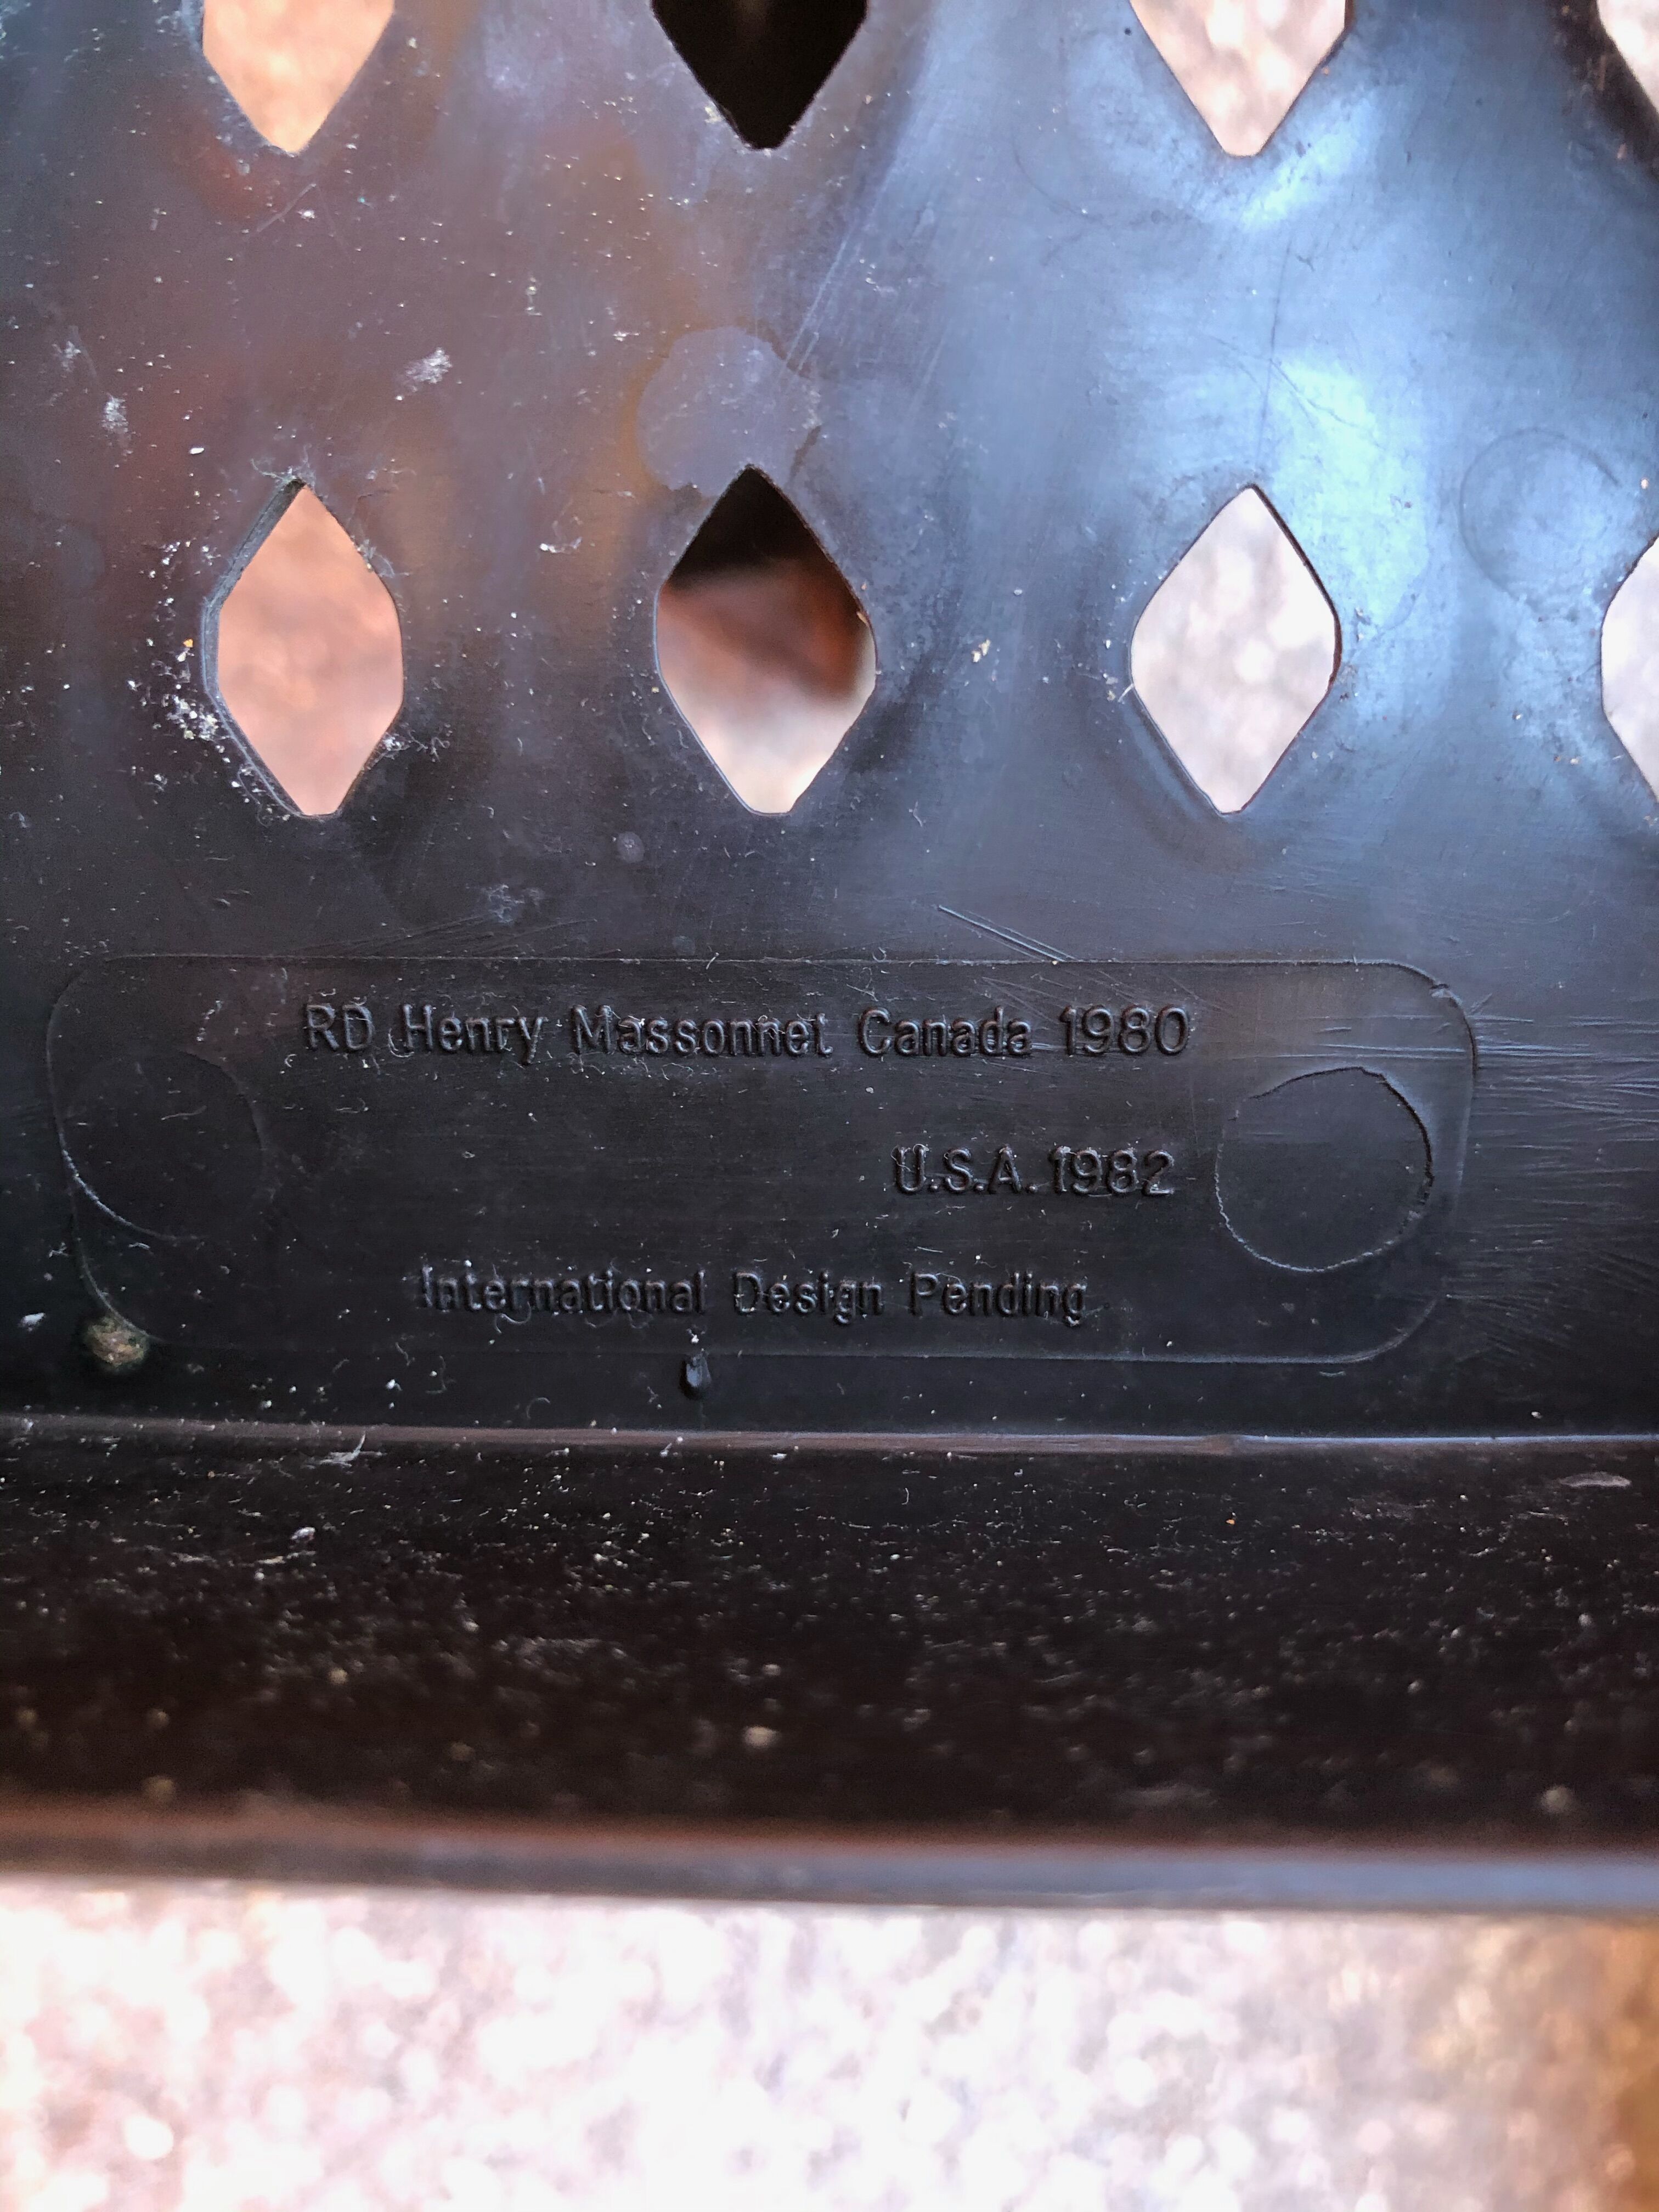 RD Henry Massonnet Canada 1980
U.S.A. 1982
International Design Pending